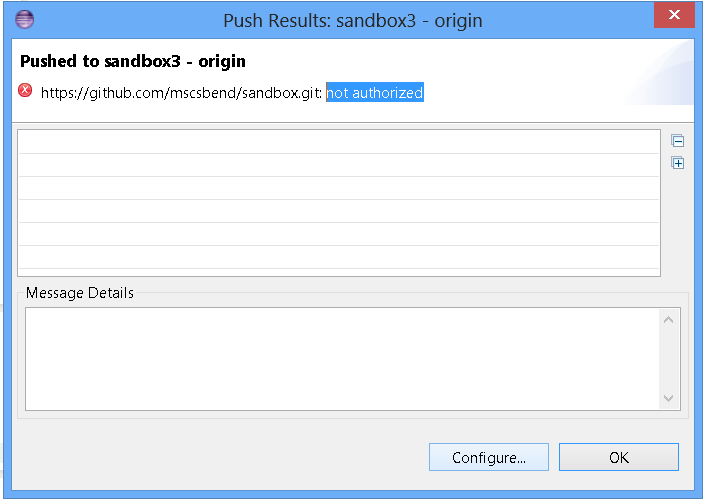 Push Results: sandbox3 - origin
Pushed to sandbox3 - origin
https://github.com/mscsbend/sandbox.git: not authorized
Message Details
Configure...
OK